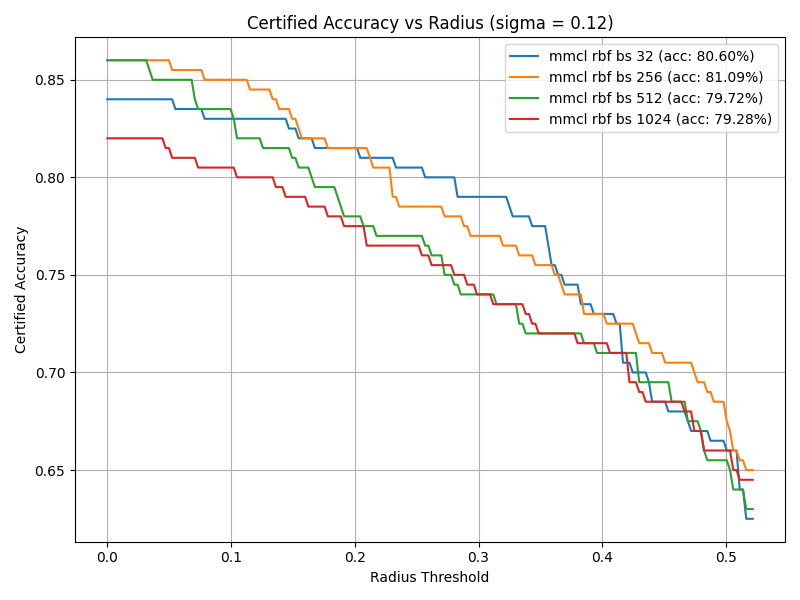 Certified Accuracy vs Radius (sigma = 0.12)
mmcl rbf bs 32 (acc: 80.60%)
mmcl rbf bs 256 (acc: 81.09%)
mmcl rbf bs 512 (acc: 79.72%)
mmcl rbf bs 1024 (acc: 79.28%)
Certified Accuracy
0.85
0.80
0.75
0.70
0.65
0.0 0.1 0.2 0.3 0.4 0.5
Radius Threshold